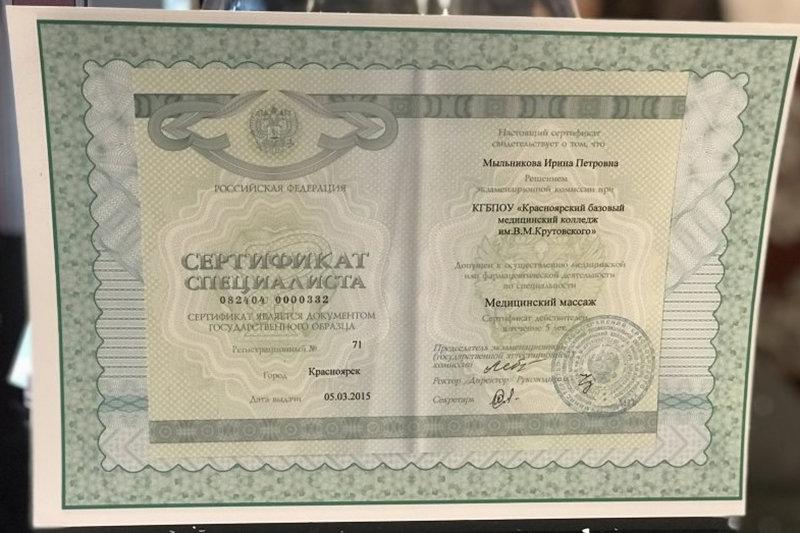 РОССИЙСКАЯ ФЕДЕРАЦИЯ
СЕРТИФИКАТ
СПЕЦИАЛИСТА
082404 0000332
СЕРТИФИКАТ ЯВЛЯЕТСЯ ДОКУМЕНТОМ
ГОСУДАРСТВЕННОГО ОБРАЗЦА
Регистрационный № 71
Город Красноярск
Дата выдачи 05.03.2015
Настоящий сертификат
свидетельствует о том, что
Мыльникова Ирина Петровна
Решением
экзаменационной комиссии при
КГБПОУ «Красноярский базовый
медицинский колледж
им.В.М.Крутовского»
Допущен к осуществлению медицинской
или фармацевтической деятельности
по специальности
Медицинский массаж
Сертификат действителен
в течение 5 лет.
Председатель экзаменационной
(государственной аттестационной)
комиссии
Ректор (Директор Руководитель)
Секретарь